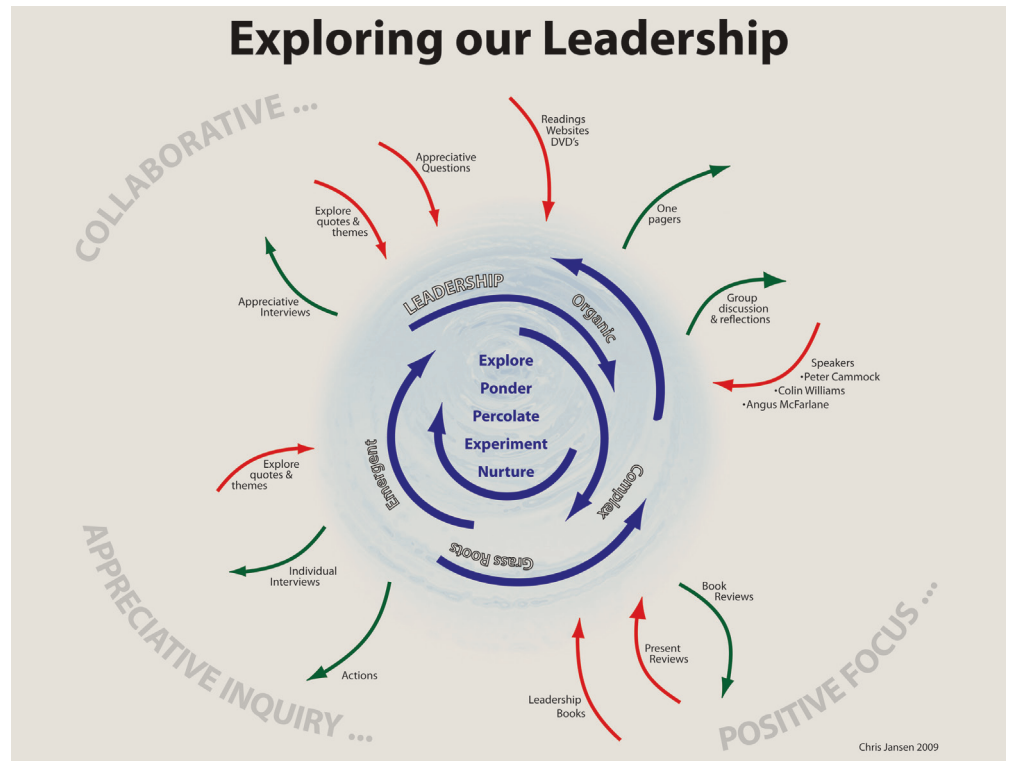 Exploring our Leadership
COLLABORATIVE ...
Readings
Websites
DVD's
Appreciative
Questions
Explore
quotes &
themes
One
pagers
Appreciative
Interviews
Group
discussion
& reflections
Speakers
•Peter Cammock
•Colin Williams
•Angus McFarlane
LEADERSHIP
Organic
Explore
Ponder
Percolate
Experiment
Nurture
Emergent
Complex
Grass Roots
Explore
quotes &
themes
APPRECIATIVE INQUIRY ...
Individual
Interviews
Actions
Book
Reviews
Present
Reviews
Leadership
Books
POSITIVE FOCUS ...
Chris Jansen 2009